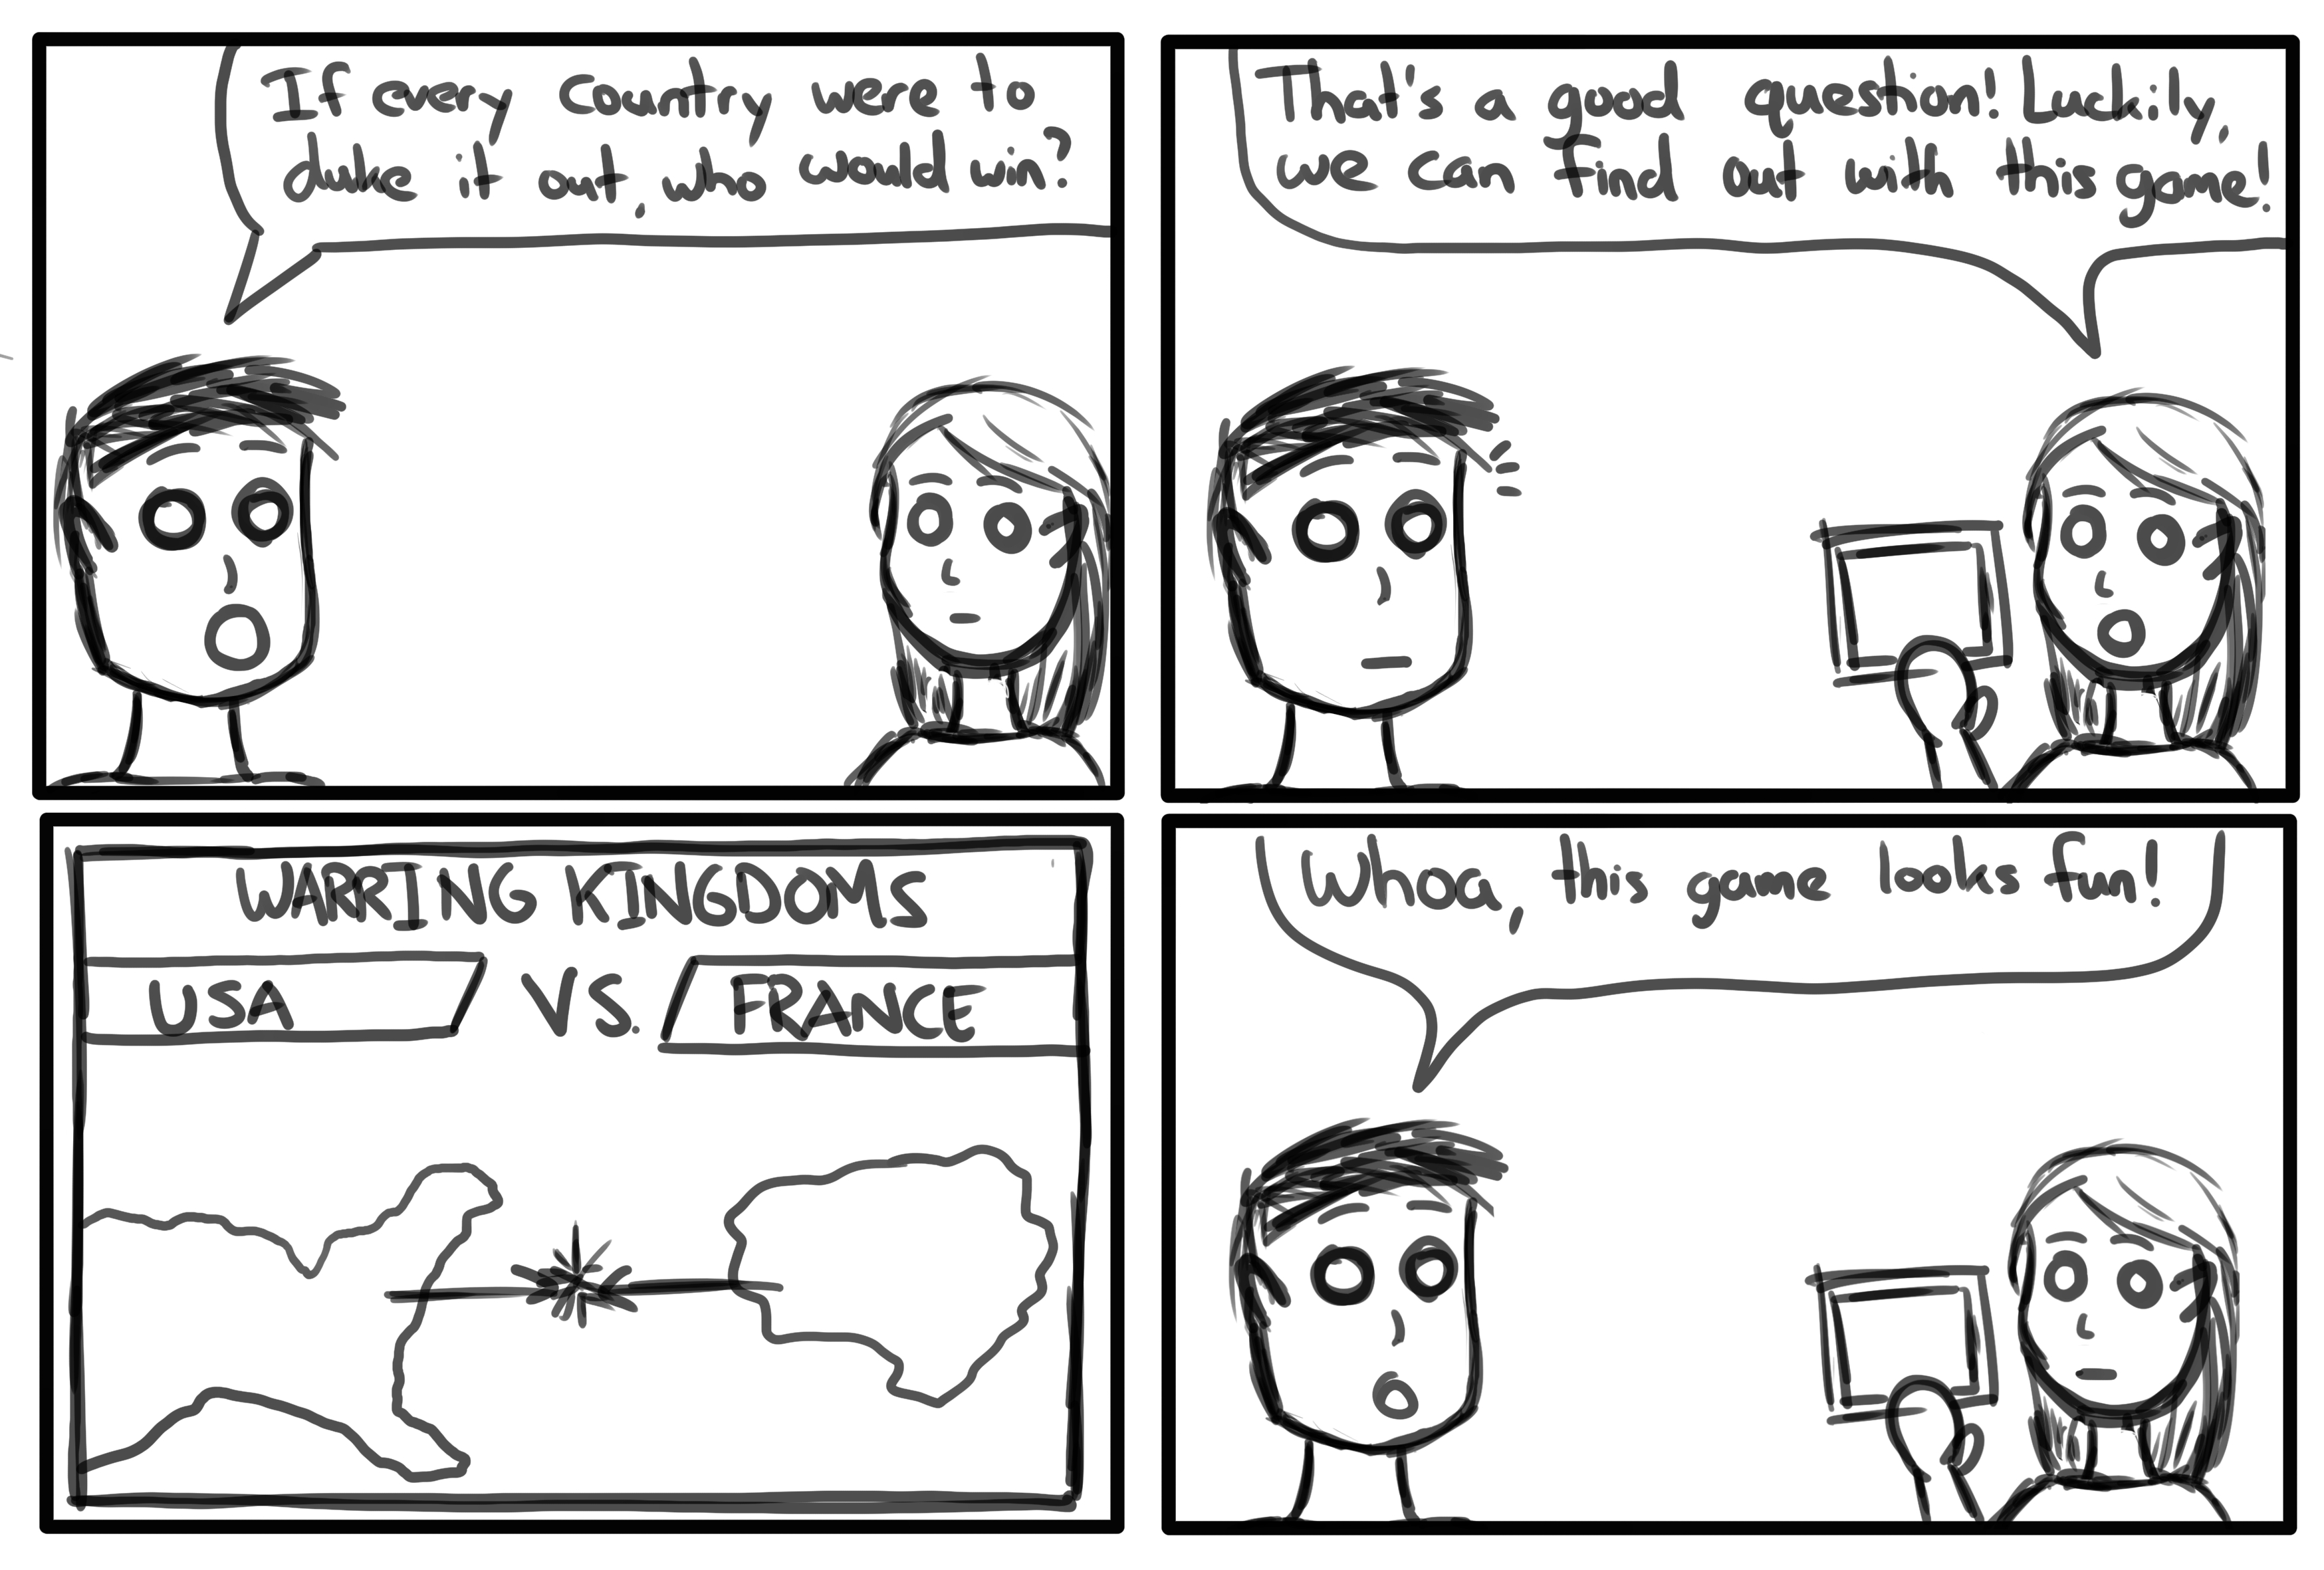 If every country were to
duke it out, who would win?
That's a good question! Luckily,
we can find out with this game!
WARRING KINGDOMS
USA VS. FRANCE
Whoa, this game looks fun!